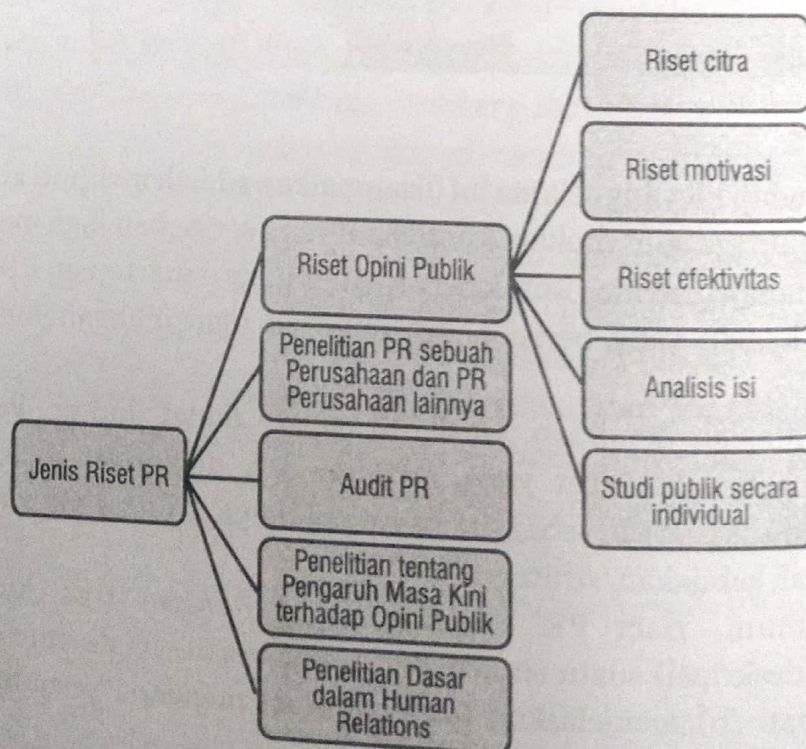 Jenis Riset PR
Riset Opini Publik
Penelitian PR sebuah
Perusahaan dan PR
Perusahaan lainnya
Audit PR
Penelitian tentang
Pengaruh Masa Kini
terhadap Opini Publik
Penelitian Dasar
dalam Human
Relations
Riset citra
Riset motivasi
Riset efektivitas
Analisis isi
Studi publik secara
individual